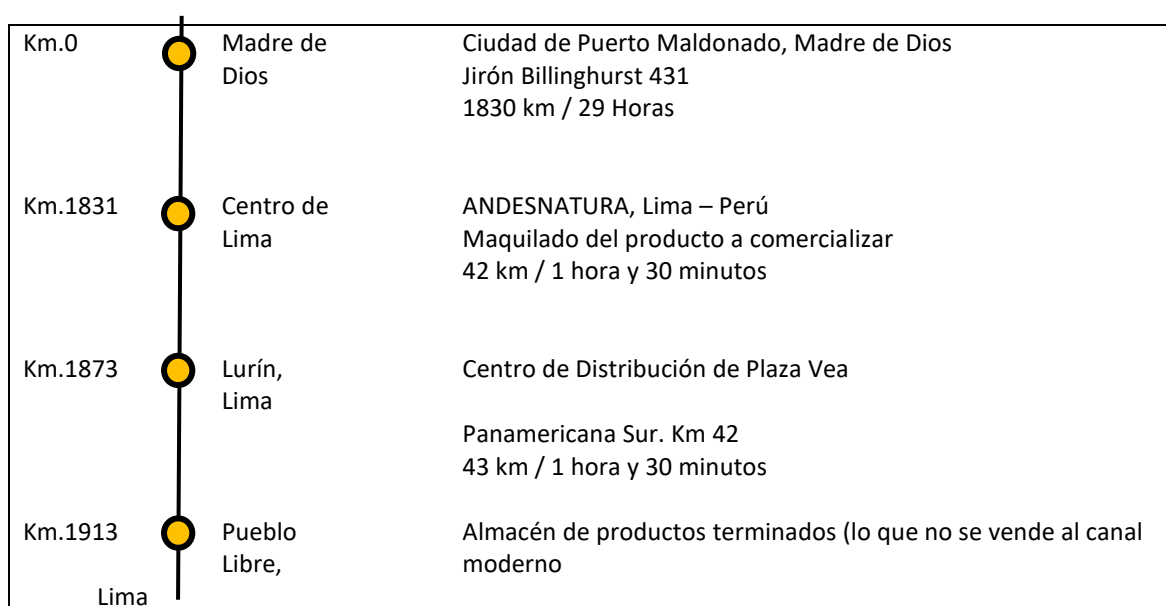 Km.0 Madre de Ciudad de Puerto Maldonado, Madre de Dios
Dios Jirón Billinghurst 431
1830 km / 29 Horas
Km.1831 Centro de ANDESNATURA, Lima – Perú
Lima Maquilado del producto a comercializar
42 km / 1 hora y 30 minutos
Km.1873 Lurín, Centro de Distribución de Plaza Vea
Lima
Panamericana Sur. Km 42
43 km / 1 hora y 30 minutos
Km.1913 Pueblo Almacén de productos terminados (lo que no se vende al canal
Libre, moderno
Lima